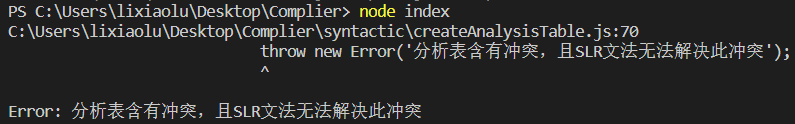 PS C:\Users\lixiaolu\Desktop\Complier> node index
C:\Users\lixiaolu\Desktop\Complier\syntactic\createAnalysisTable.js:70
throw new Error('分析表含有冲突，且SLR文法无法解决此冲突');
^
Error: 分析表含有冲突，且SLR文法无法解决此冲突